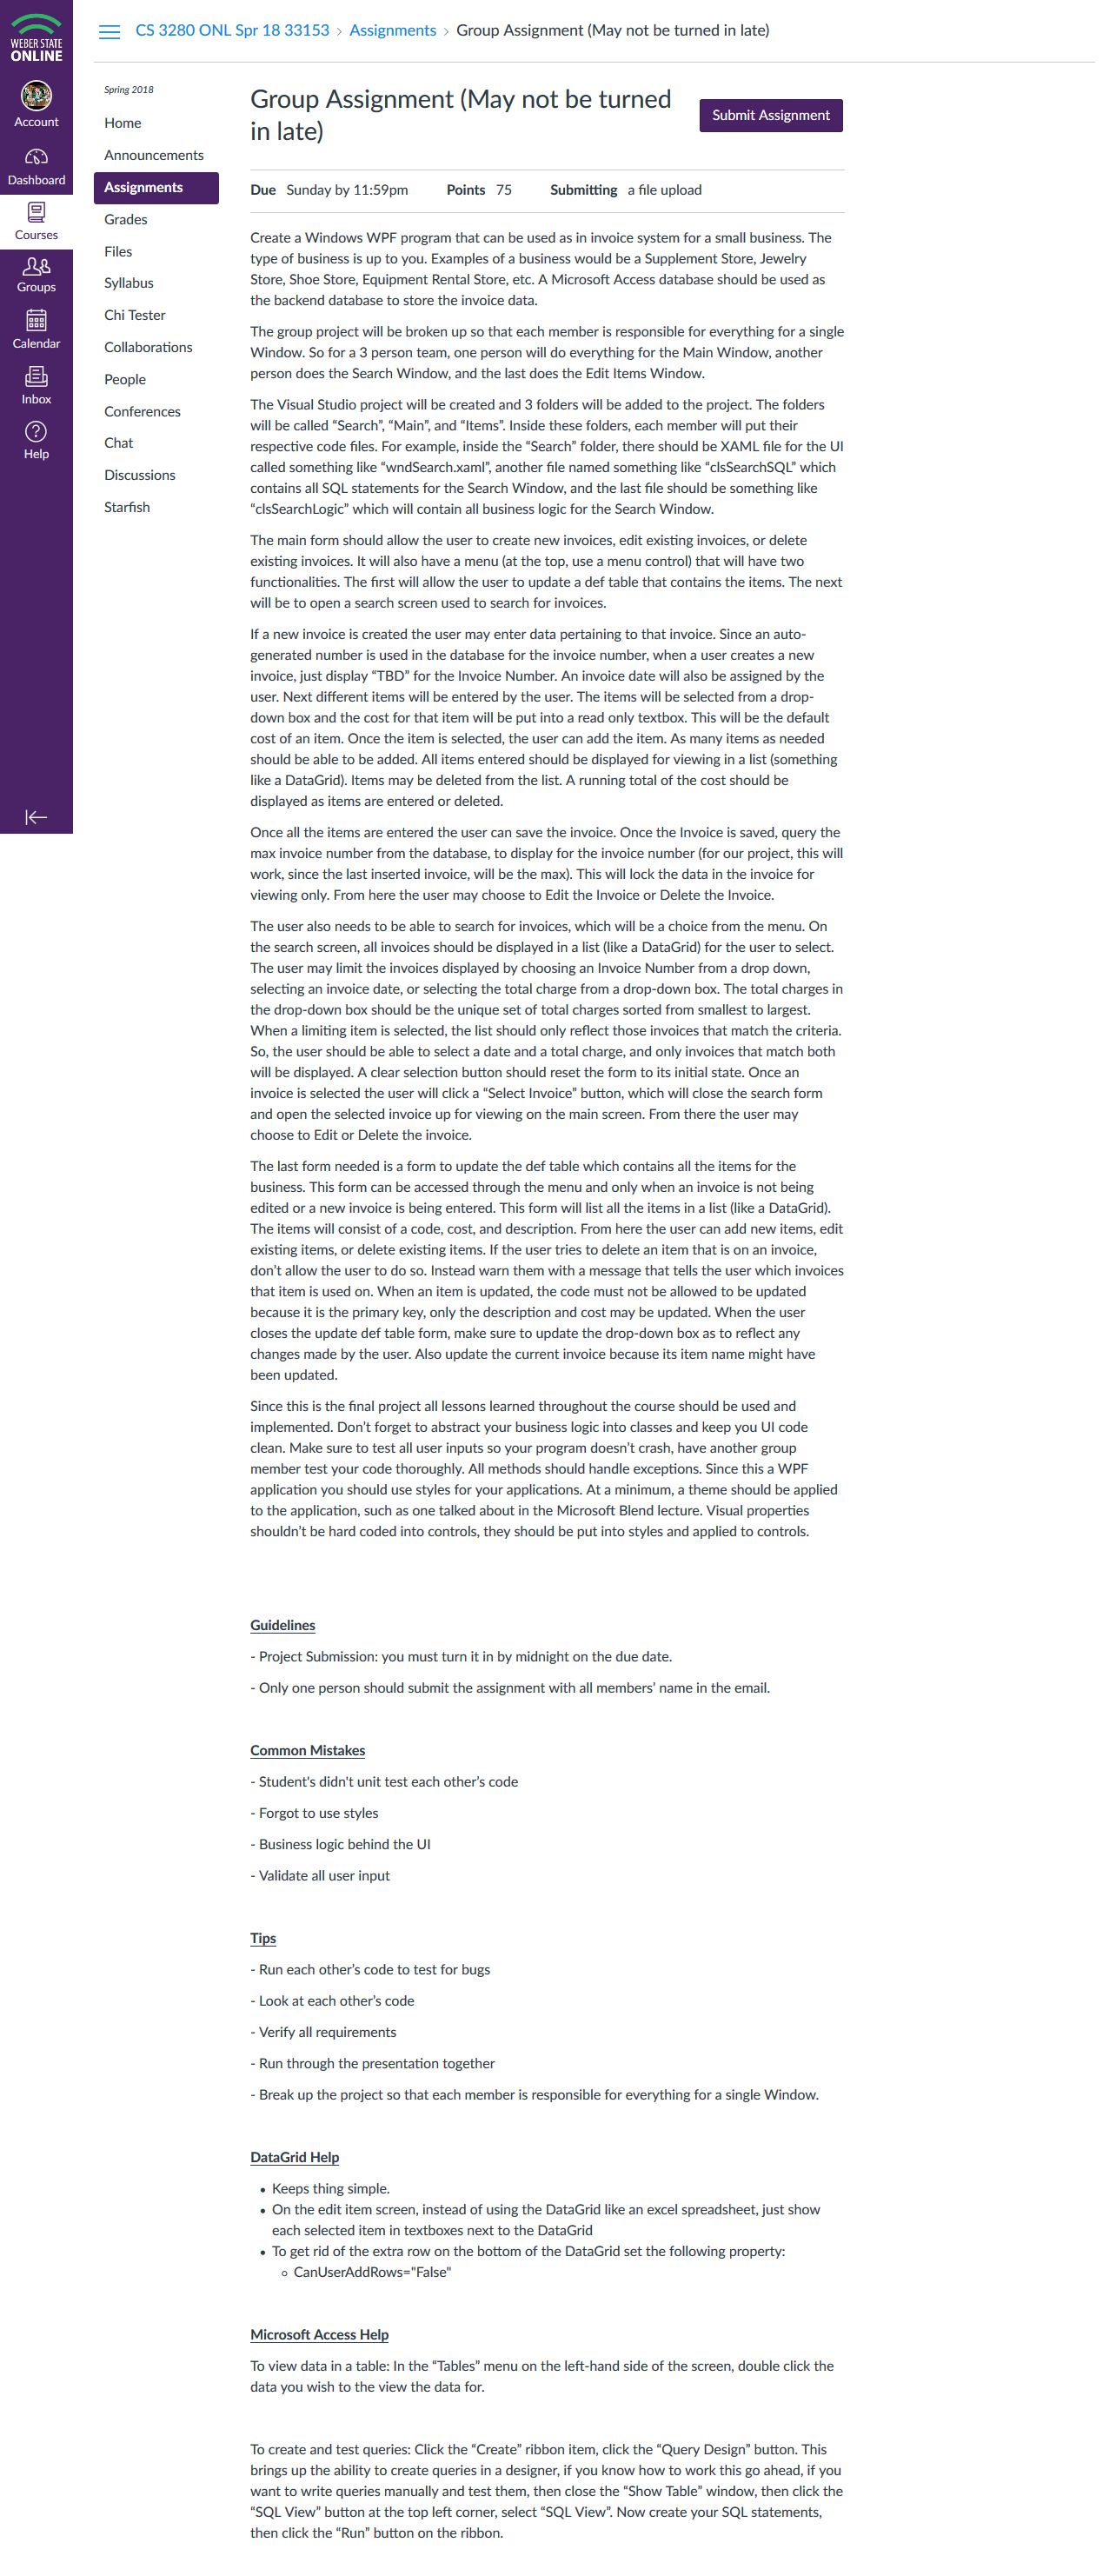 WEBER STATE
ONLINE
Account
Dashboard
Courses
Groups
Calendar
Inbox
Help
CS 3280 ONL Spr 18 33153 > Assignments > Group Assignment (May not be turned in late)
Spring 2018
Home
Announcements
Assignments
Grades
Files
Syllabus
Chi Tester
Collaborations
People
Conferences
Chat
Discussions
Starfish
Group Assignment (May not be turned
in late)
Submit Assignment
Due Sunday by 11:59pm Points 75 Submitting a file upload
Create a Windows WPF program that can be used as in invoice system for a small business. The
type of business is up to you. Examples of a business would be a Supplement Store, Jewelry
Store, Shoe Store, Equipment Rental Store, etc. A Microsoft Access database should be used as
the backend database to store the invoice data.
The group project will be broken up so that each member is responsible for everything for a single
Window. So for a 3 person team, one person will do everything for the Main Window, another
person does the Search Window, and the last does the Edit Items Window.
The Visual Studio project will be created and 3 folders will be added to the project. The folders
will be called “Search”, “Main”, and “Items”. Inside these folders, each member will put their
respective code files. For example, inside the “Search” folder, there should be XAML file for the UI
called something like “wndSearch.xaml”, another file named something like “clsSearchSQL” which
contains all SQL statements for the Search Window, and the last file should be something like
“clsSearchLogic” which will contain all business logic for the Search Window.
The main form should allow the user to create new invoices, edit existing invoices, or delete
existing invoices. It will also have a menu (at the top, use a menu control) that will have two
functionalities. The first will allow the user to update a def table that contains the items. The next
will be to open a search screen used to search for invoices.
If a new invoice is created the user may enter data pertaining to that invoice. Since an auto-
generated number is used in the database for the invoice number, when a user creates a new
invoice, just display “TBD” for the Invoice Number. An invoice date will also be assigned by the
user. Next different items will be entered by the user. The items will be selected from a drop-
down box and the cost for that item will be put into a read only textbox. This will be the default
cost of an item. Once the item is selected, the user can add the item. As many items as needed
should be able to be added. All items entered should be displayed for viewing in a list (something
like a DataGrid). Items may be deleted from the list. A running total of the cost should be
displayed as items are entered or deleted.
Once all the items are entered the user can save the invoice. Once the Invoice is saved, query the
max invoice number from the database, to display for the invoice number (for our project, this will
work, since the last inserted invoice, will be the max). This will lock the data in the invoice for
viewing only. From here the user may choose to Edit the Invoice or Delete the Invoice.
The user also needs to be able to search for invoices, which will be a choice from the menu. On
the search screen, all invoices should be displayed in a list (like a DataGrid) for the user to select.
The user may limit the invoices displayed by choosing an Invoice Number from a drop down,
selecting an invoice date, or selecting the total charge from a drop-down box. The total charges in
the drop-down box should be the unique set of total charges sorted from smallest to largest.
When a limiting item is selected, the list should only reflect those invoices that match the criteria.
So, the user should be able to select a date and a total charge, and only invoices that match both
will be displayed. A clear selection button should reset the form to its initial state. Once an
invoice is selected the user will click a “Select Invoice” button, which will close the search form
and open the selected invoice up for viewing on the main screen. From there the user may
choose to Edit or Delete the invoice.
The last form needed is a form to update the def table which contains all the items for the
business. This form can be accessed through the menu and only when an invoice is not being
edited or a new invoice is being entered. This form will list all the items in a list (like a DataGrid).
The items will consist of a code, cost, and description. From here the user can add new items, edit
existing items, or delete existing items. If the user tries to delete an item that is on an invoice,
don’t allow the user to do so. Instead warn them with a message that tells the user which invoices
that item is used on. When an item is updated, the code must not be allowed to be updated
because it is the primary key, only the description and cost may be updated. When the user
closes the update def table form, make sure to update the drop-down box as to reflect any
changes made by the user. Also update the current invoice because its item name might have
been updated.
Since this is the final project all lessons learned throughout the course should be used and
implemented. Don’t forget to abstract your business logic into classes and keep you UI code
clean. Make sure to test all user inputs so your program doesn’t crash, have another group
member test your code thoroughly. All methods should handle exceptions. Since this a WPF
application you should use styles for your applications. At a minimum, a theme should be applied
to the application, such as one talked about in the Microsoft Blend lecture. Visual properties
shouldn’t be hard coded into controls, they should be put into styles and applied to controls.
Guidelines
- Project Submission: you must turn it in by midnight on the due date.
- Only one person should submit the assignment with all members’ name in the email.
Common Mistakes
- Student's didn't unit test each other’s code
- Forgot to use styles
- Business logic behind the UI
- Validate all user input
Tips
- Run each other’s code to test for bugs
- Look at each other’s code
- Verify all requirements
- Run through the presentation together
- Break up the project so that each member is responsible for everything for a single Window.
DataGrid Help
• Keeps thing simple.
• On the edit item screen, instead of using the DataGrid like an excel spreadsheet, just show
each selected item in textboxes next to the DataGrid
• To get rid of the extra row on the bottom of the DataGrid set the following property:
◦ CanUserAddRows="False"
Microsoft Access Help
To view data in a table: In the “Tables” menu on the left-hand side of the screen, double click the
data you wish to the view the data for.
To create and test queries: Click the “Create” ribbon item, click the “Query Design” button. This
brings up the ability to create queries in a designer, if you know how to work this go ahead, if you
want to write queries manually and test them, then close the “Show Table” window, then click the
“SQL View” button at the top left corner, select “SQL View”. Now create your SQL statements,
then click the “Run” button on the ribbon.